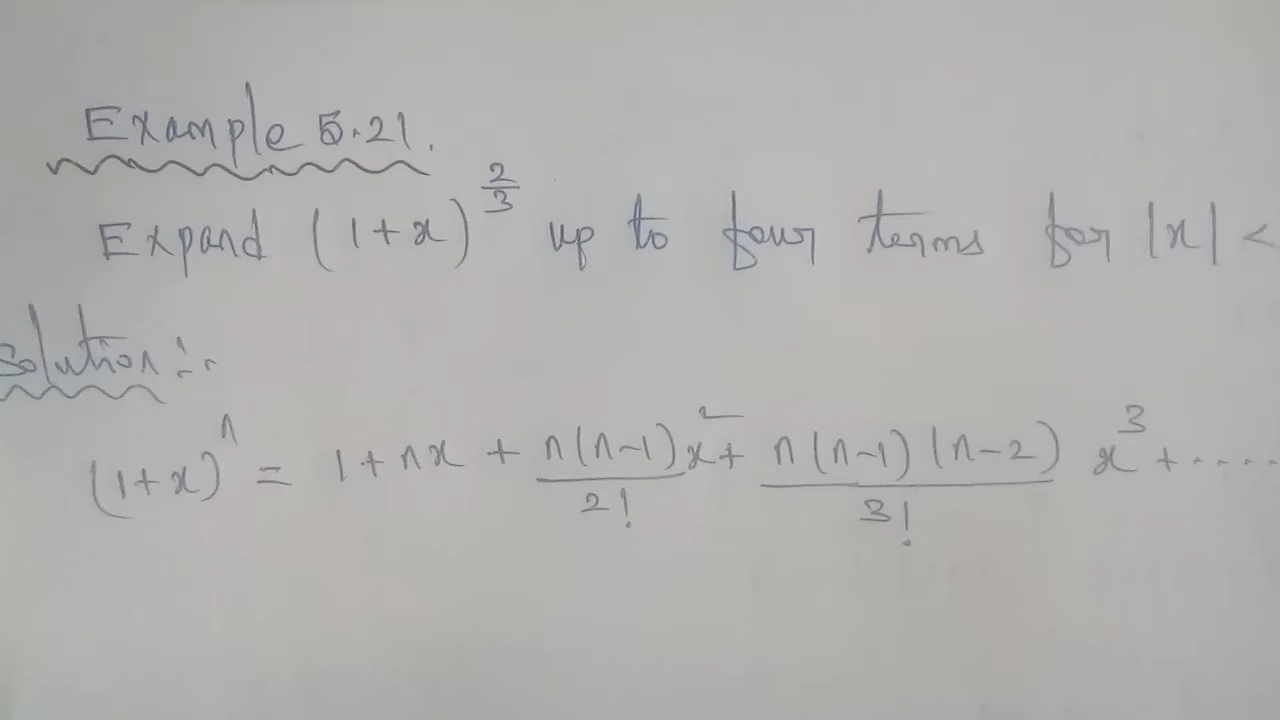 Example 5.21.
Expand (1+x)^(2/3) up to four terms for |x| <
Solution:-
(1+x)^n = 1+nx + n(n-1)/2! x^2 + n(n-1)(n-2)/3! x^3 + .....